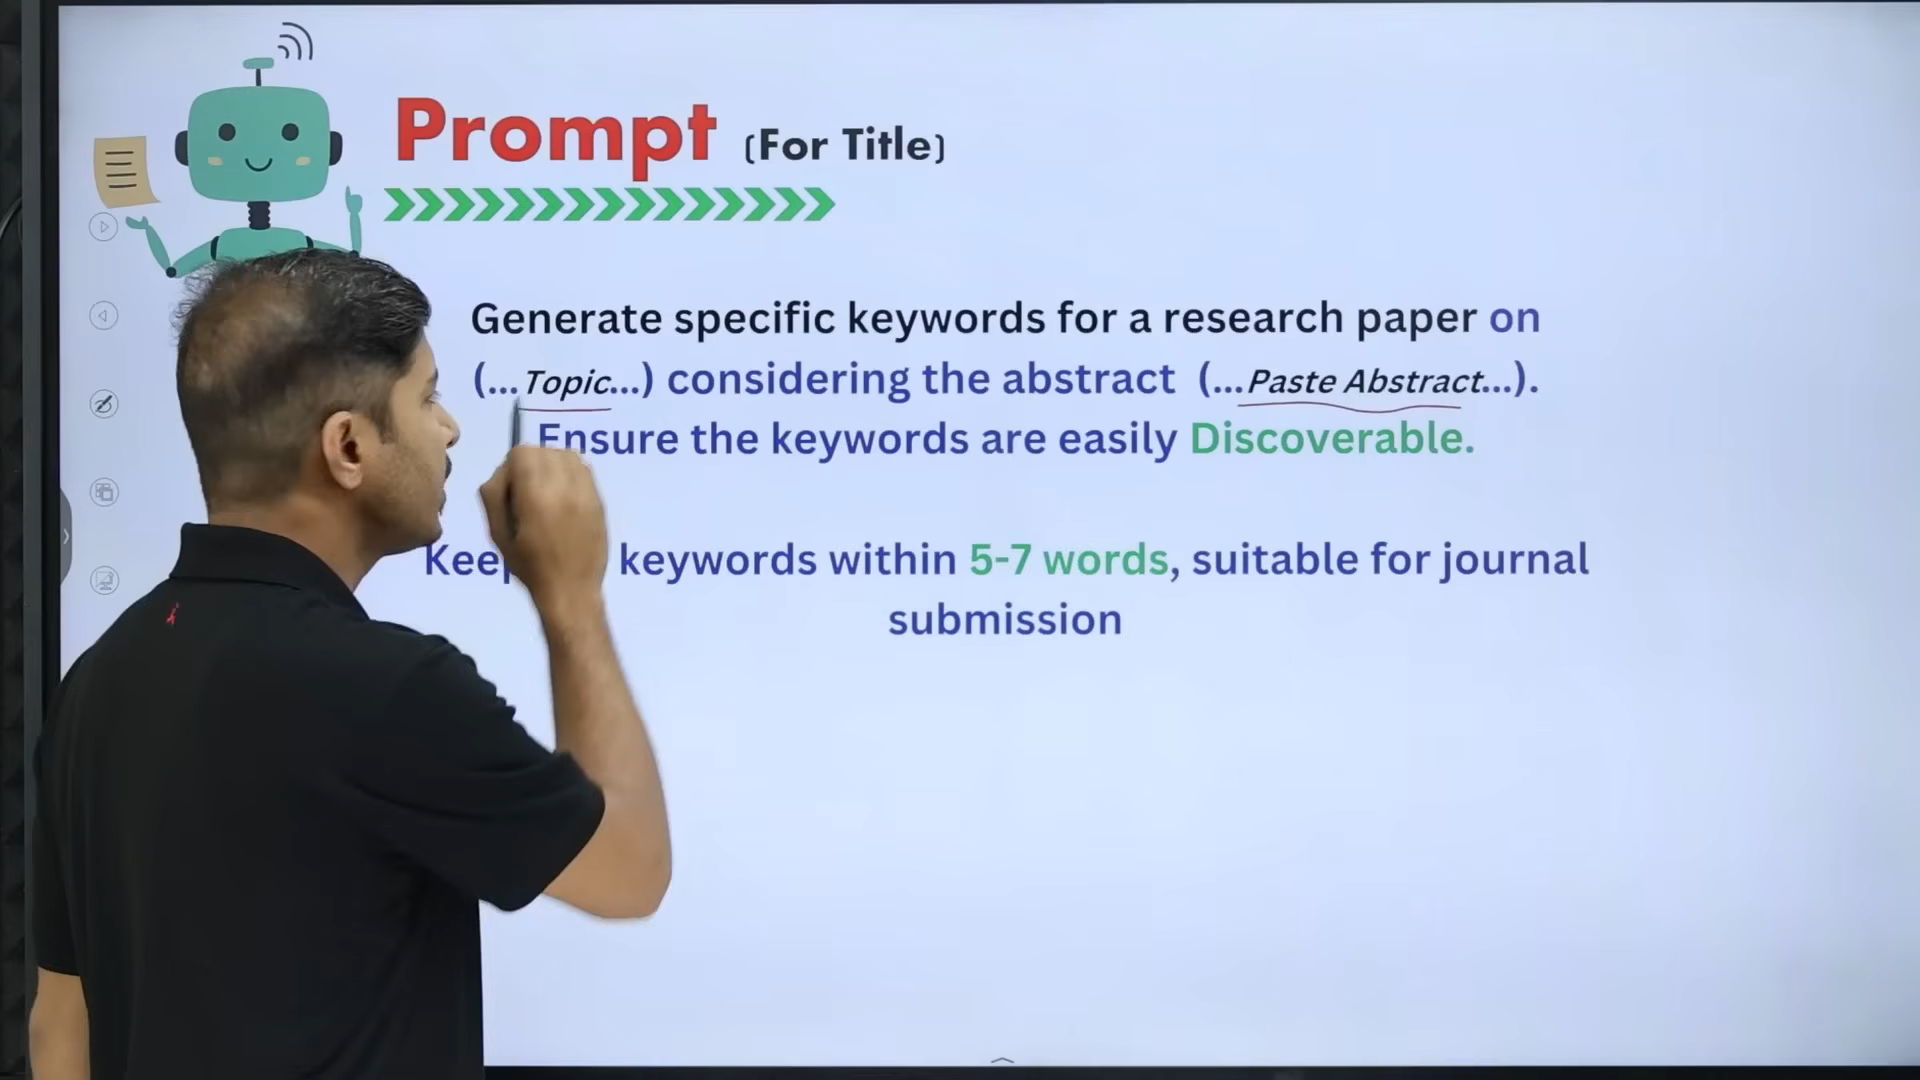 Prompt (For Title)
Generate specific keywords for a research paper on
(...Topic...) considering the abstract (...Paste Abstract...).
Ensure the keywords are easily Discoverable.
keywords within 5-7 words, suitable for journal
submission